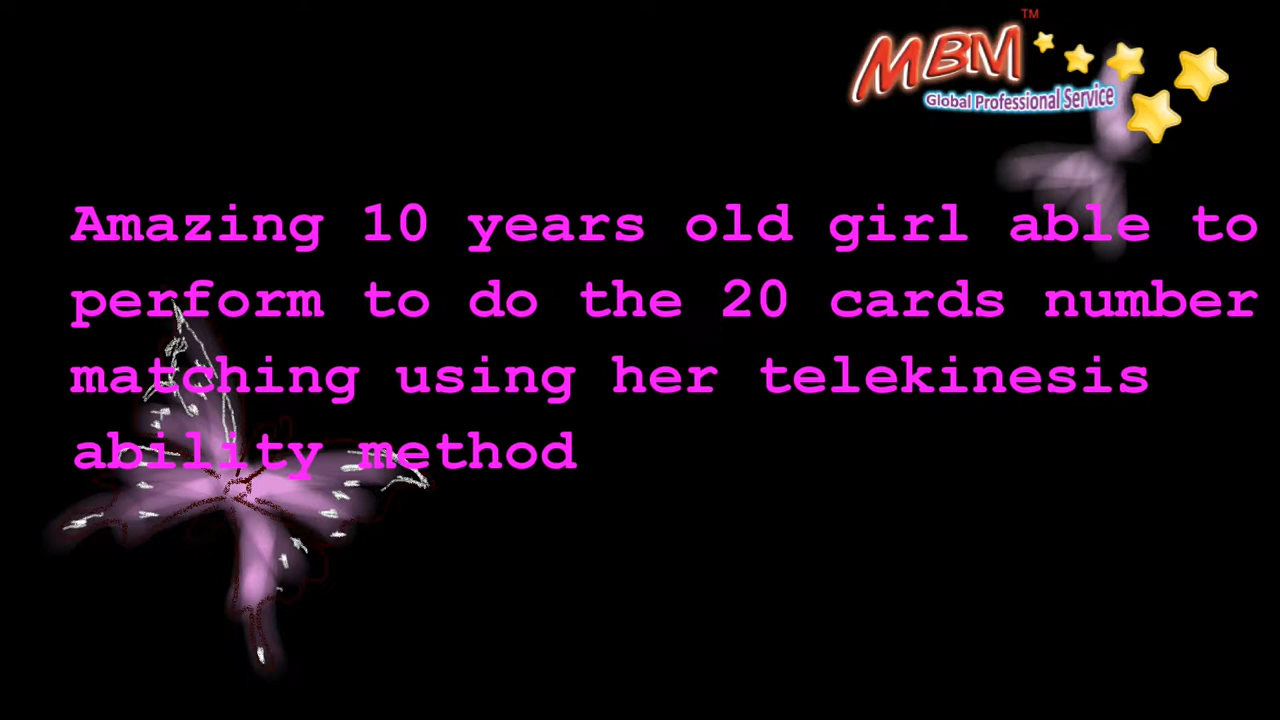 MBM™
Global Professional Service
Amazing 10 years old girl able to
perform to do the 20 cards number
matching using her telekinesis
ability method